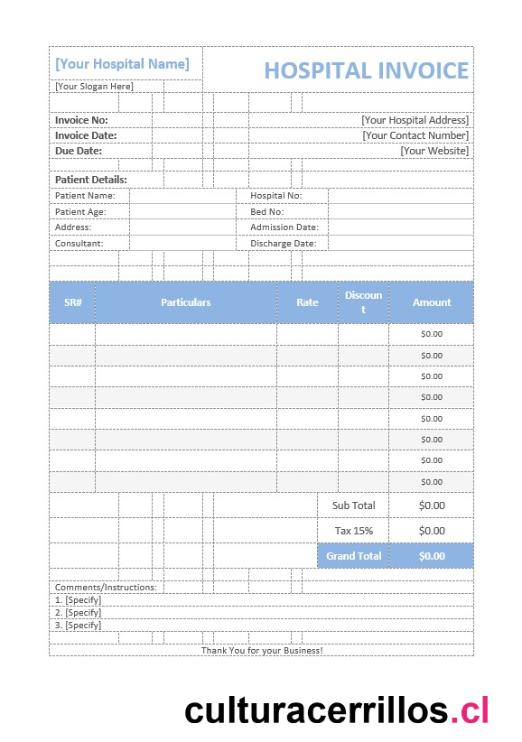 [Your Hospital Name]
HOSPITAL INVOICE
[Your Slogan Here]
Invoice No:
[Your Hospital Address]
Invoice Date:
[Your Contact Number]
Due Date:
[Your Website]
Patient Details:
Patient Name:
Hospital No:
Patient Age:
Bed No:
Address:
Admission Date:
Consultant:
Discharge Date:
SR# Particulars Rate Discoun
t
Amount
$0.00
$0.00
$0.00
$0.00
$0.00
$0.00
$0.00
$0.00
Sub Total $0.00
Tax 15% $0.00
Grand Total $0.00
Comments/Instructions:
1. [Specify]
2. [Specify]
3. [Specify]
Thank You for your Business!
culturacerrillos.cl